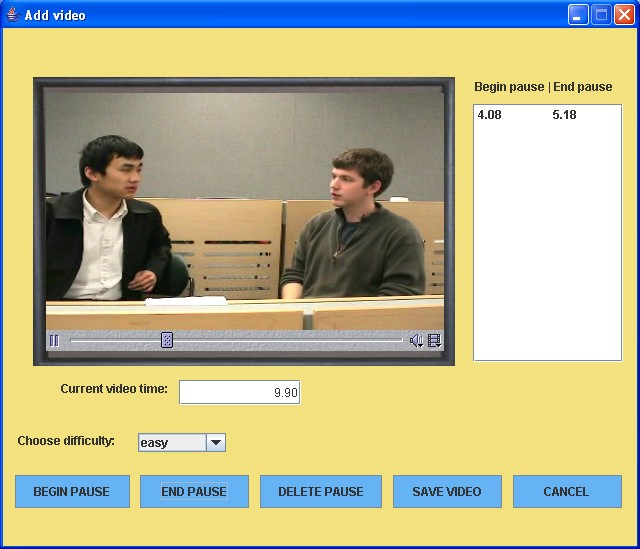 Add video
Begin pause | End pause
4.08 5.18
Current video time: 9.90
Choose difficulty: easy
BEGIN PAUSE END PAUSE DELETE PAUSE SAVE VIDEO CANCEL